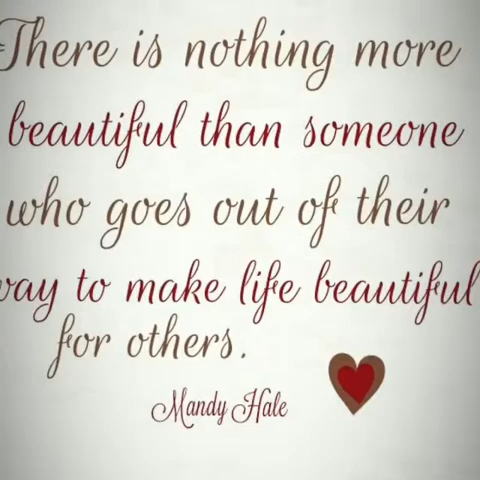 There is nothing more
beautiful than someone
who goes out of their
way to make life beautiful
for others.
Mandy Hale